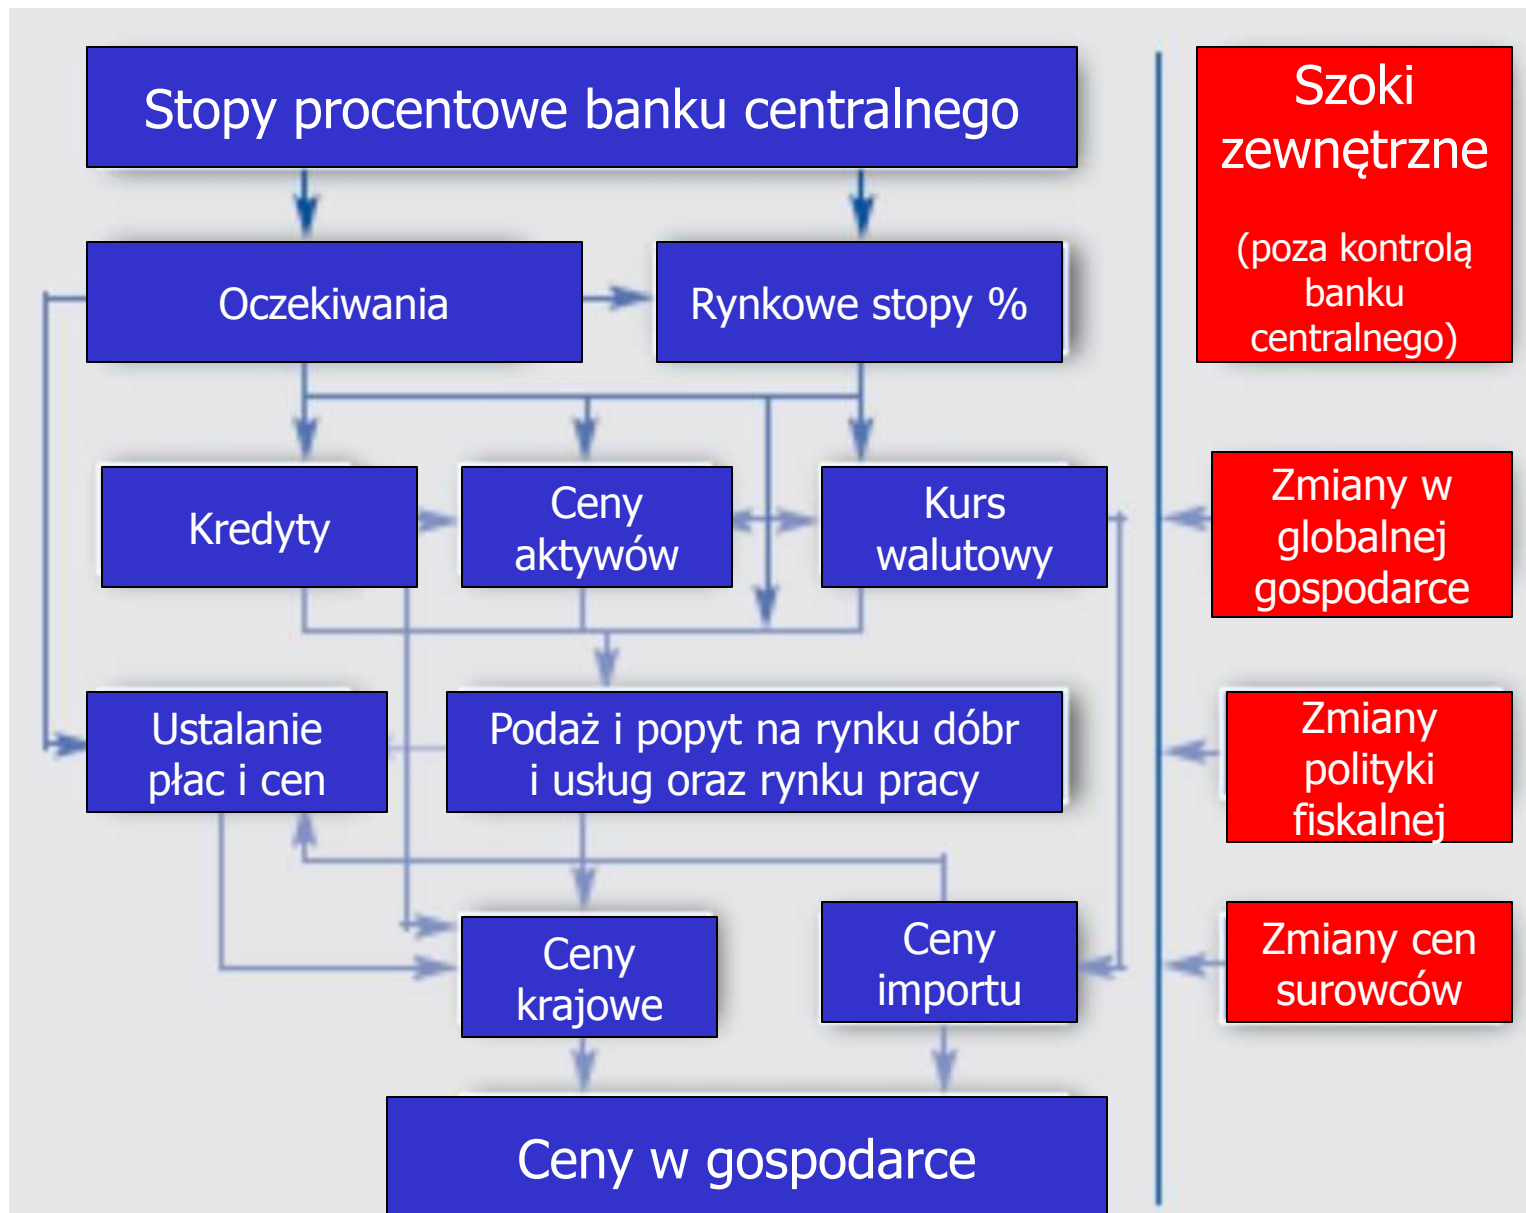 Stopy procentowe banku centralnego
Szoki
zewnętrzne
(poza kontrolą
banku
centralnego)
Oczekiwania
Rynkowe stopy %
Kredyty
Ceny
aktywów
Kurs
walutowy
Zmiany w
globalnej
gospodarce
Ustalanie
płac i cen
Podaż i popyt na rynku dóbr
i usług oraz rynku pracy
Zmiany
polityki
fiskalnej
Ceny
krajowe
Ceny
importu
Zmiany cen
surowców
Ceny w gospodarce